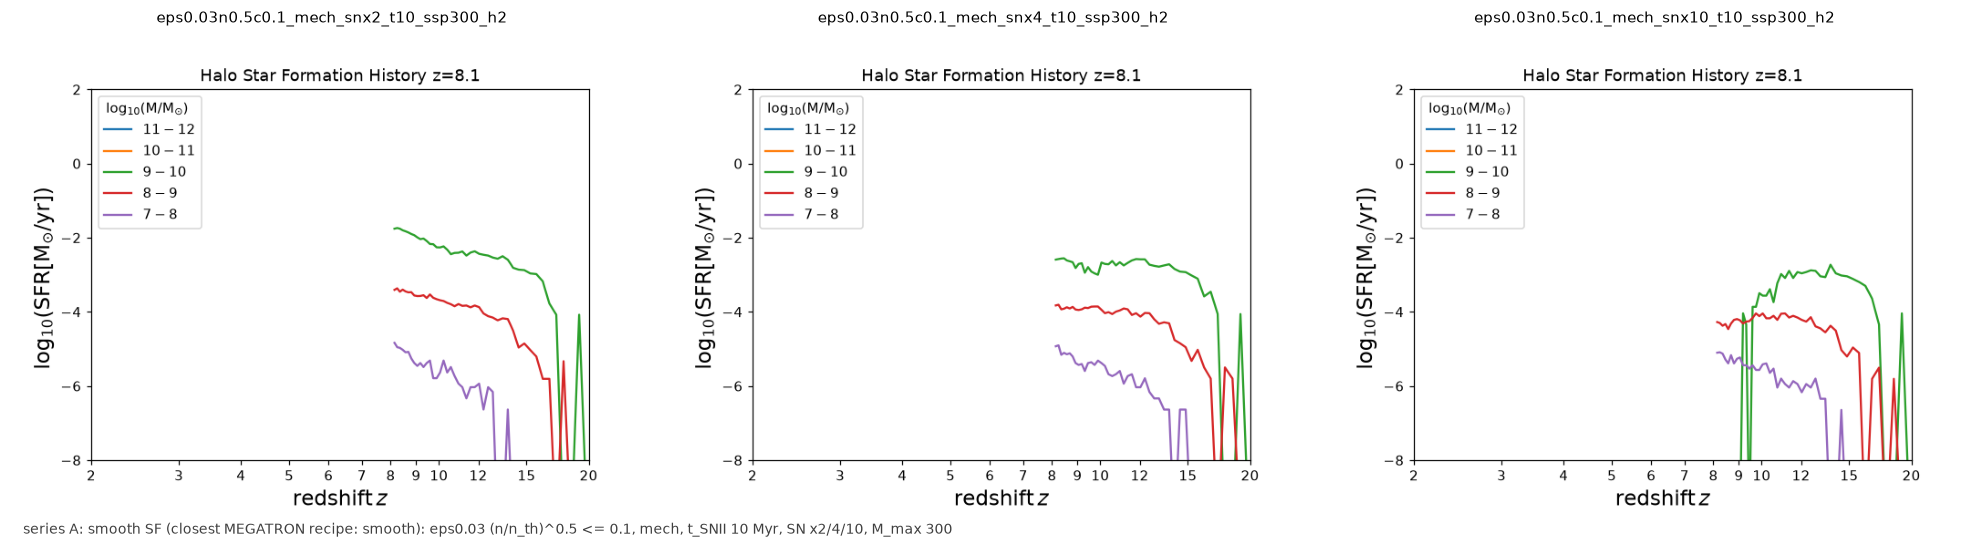 eps0.03n0.5c0.1_mech_snx2_t10_ssp300_h2
Halo Star Formation History z=8.1
log₁₀(M/M⊙)
11 − 12
10 − 11
9 − 10
8 − 9
7 − 8
2
0
−2
−4
−6
−8
log₁₀(SFR[M⊙/yr])
2 3 4 5 6 7 8 9 10 12 15 20
redshift z
eps0.03n0.5c0.1_mech_snx4_t10_ssp300_h2
Halo Star Formation History z=8.1
log₁₀(M/M⊙)
11 − 12
10 − 11
9 − 10
8 − 9
7 − 8
2
0
−2
−4
−6
−8
log₁₀(SFR[M⊙/yr])
2 3 4 5 6 7 8 9 10 12 15 20
redshift z
eps0.03n0.5c0.1_mech_snx10_t10_ssp300_h2
Halo Star Formation History z=8.1
log₁₀(M/M⊙)
11 − 12
10 − 11
9 − 10
8 − 9
7 − 8
2
0
−2
−4
−6
−8
log₁₀(SFR[M⊙/yr])
2 3 4 5 6 7 8 9 10 12 15 20
redshift z
series A: smooth SF (closest MEGATRON recipe: smooth): eps0.03 (n/n_th)^0.5 <= 0.1, mech, t_SNII 10 Myr, SN x2/4/10, M_max 300